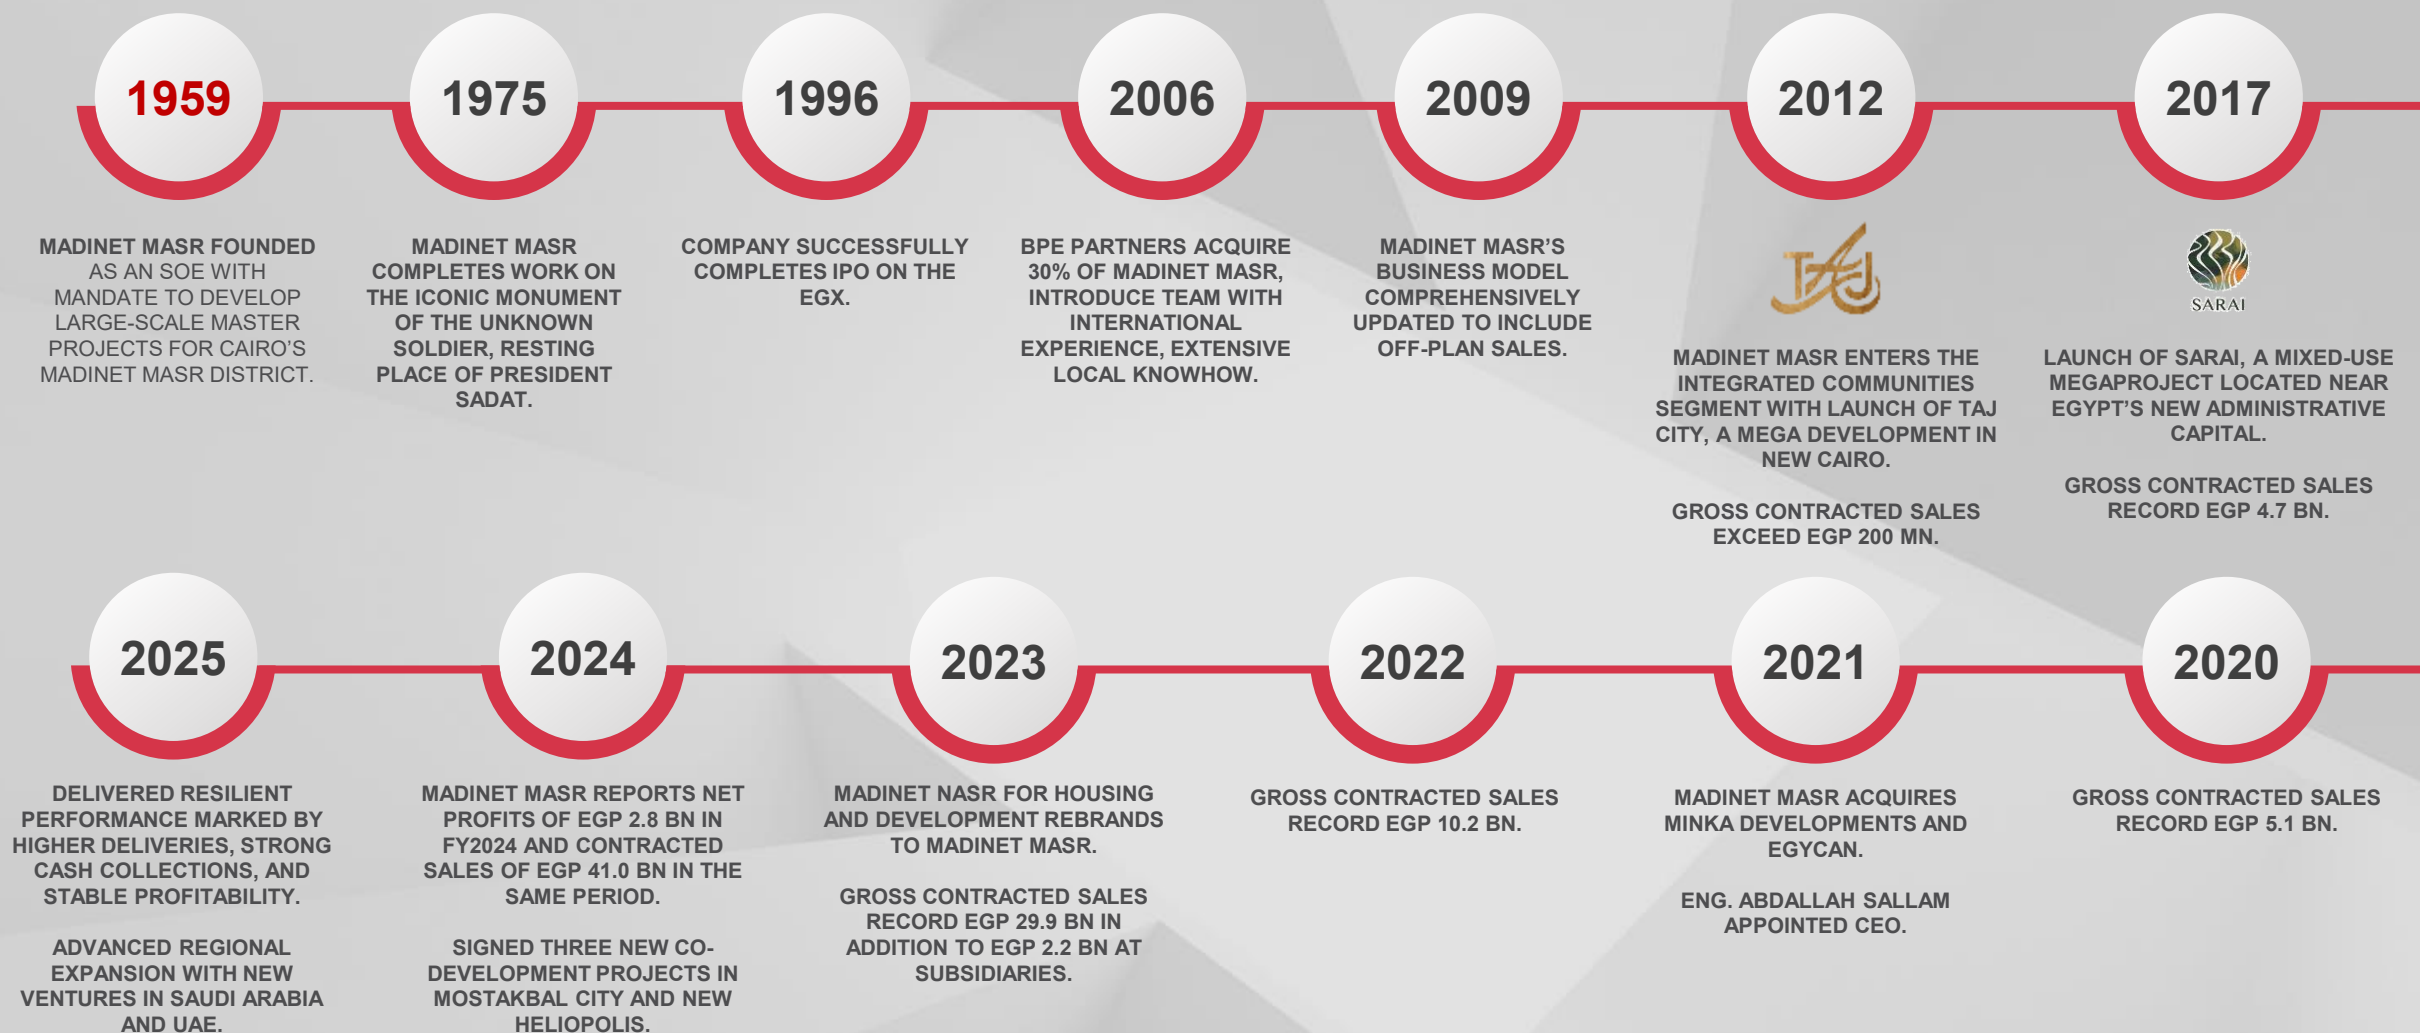 1959
MADINET MASR FOUNDED
AS AN SOE WITH
MANDATE TO DEVELOP
LARGE-SCALE MASTER
PROJECTS FOR CAIRO'S
MADINET MASR DISTRICT.
1975
MADINET MASR
COMPLETES WORK ON
THE ICONIC MONUMENT
OF THE UNKNOWN
SOLDIER, RESTING
PLACE OF PRESIDENT
SADAT.
1996
COMPANY SUCCESSFULLY
COMPLETES IPO ON THE
EGX.
2006
BPE PARTNERS ACQUIRE
30% OF MADINET MASR,
INTRODUCE TEAM WITH
INTERNATIONAL
EXPERIENCE, EXTENSIVE
LOCAL KNOWHOW.
2009
MADINET MASR'S
BUSINESS MODEL
COMPREHENSIVELY
UPDATED TO INCLUDE
OFF-PLAN SALES.
2012
TAJ
MADINET MASR ENTERS THE
INTEGRATED COMMUNITIES
SEGMENT WITH LAUNCH OF TAJ
CITY, A MEGA DEVELOPMENT IN
NEW CAIRO.
GROSS CONTRACTED SALES
EXCEED EGP 200 MN.
2017
SARAI
LAUNCH OF SARAI, A MIXED-USE
MEGAPROJECT LOCATED NEAR
EGYPT'S NEW ADMINISTRATIVE
CAPITAL.
GROSS CONTRACTED SALES
RECORD EGP 4.7 BN.
2025
DELIVERED RESILIENT
PERFORMANCE MARKED BY
HIGHER DELIVERIES, STRONG
CASH COLLECTIONS, AND
STABLE PROFITABILITY.
ADVANCED REGIONAL
EXPANSION WITH NEW
VENTURES IN SAUDI ARABIA
AND UAE.
2024
MADINET MASR REPORTS NET
PROFITS OF EGP 2.8 BN IN
FY2024 AND CONTRACTED
SALES OF EGP 41.0 BN IN THE
SAME PERIOD.
SIGNED THREE NEW CO-
DEVELOPMENT PROJECTS IN
MOSTAKBAL CITY AND NEW
HELIOPOLIS.
2023
MADINET NASR FOR HOUSING
AND DEVELOPMENT REBRANDS
TO MADINET MASR.
GROSS CONTRACTED SALES
RECORD EGP 29.9 BN IN
ADDITION TO EGP 2.2 BN AT
SUBSIDIARIES.
2022
GROSS CONTRACTED SALES
RECORD EGP 10.2 BN.
2021
MADINET MASR ACQUIRES
MINKA DEVELOPMENTS AND
EGYCAN.
ENG. ABDALLAH SALLAM
APPOINTED CEO.
2020
GROSS CONTRACTED SALES
RECORD EGP 5.1 BN.